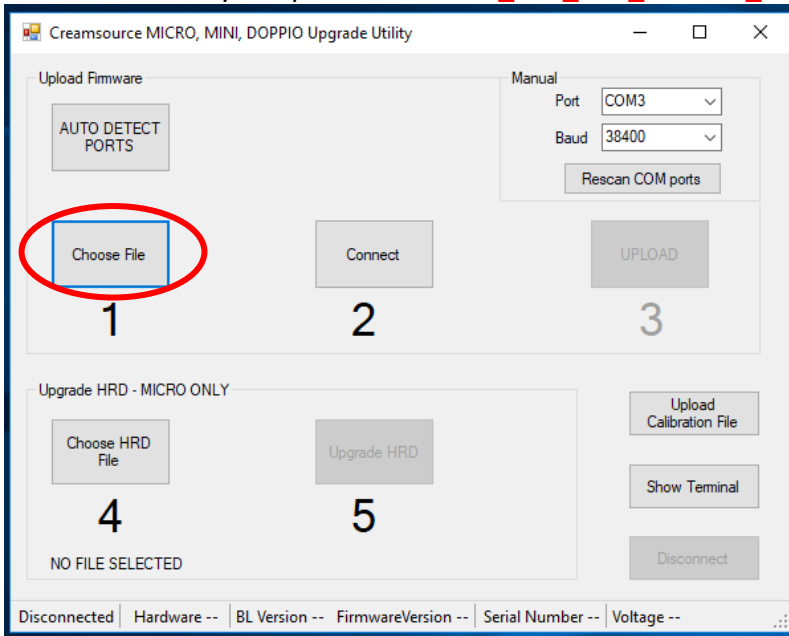 Creamsource MICRO, MINI, DOPPIO Upgrade Utility
Upload Firmware
Manual
Port COM3
AUTO DETECT
PORTS
Baud 38400
Rescan COM ports
Choose File Connect UPLOAD
1 2 3
Upgrade HRD - MICRO ONLY
Upload
Calibration File
Choose HRD
File
Upgrade HRD
Show Terminal
4 5
NO FILE SELECTED
Disconnect
Disconnected Hardware -- BL Version -- FirmwareVersion -- Serial Number -- Voltage --